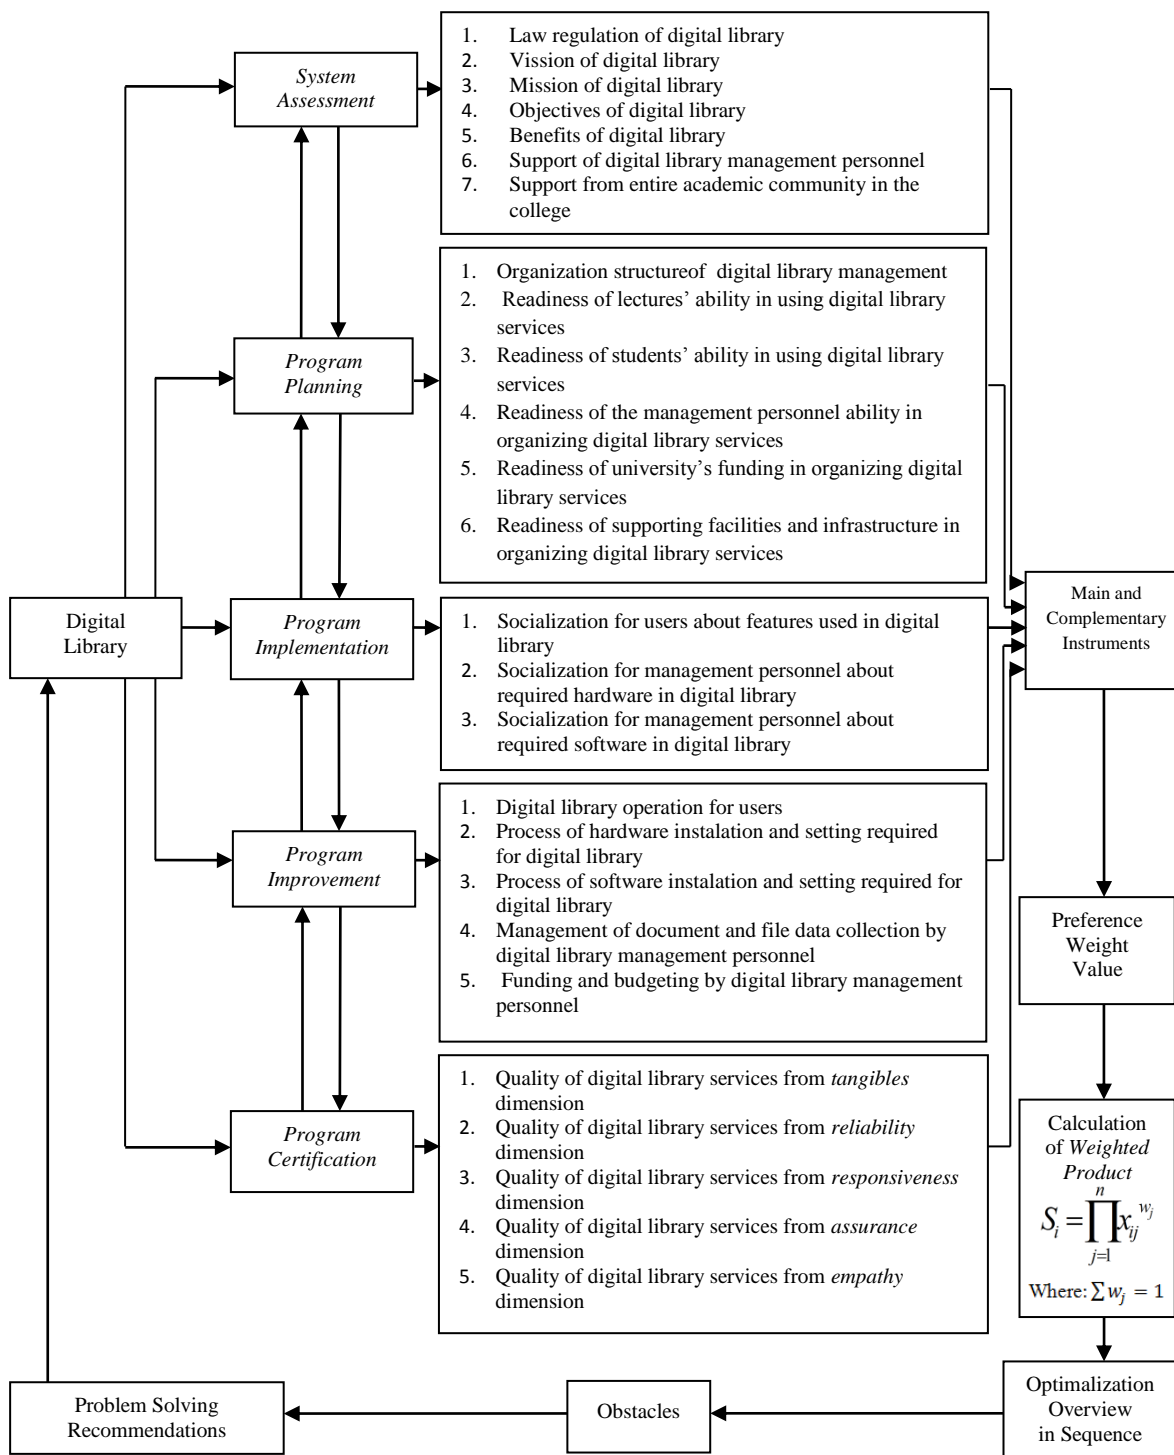 1. Law regulation of digital library
2. Vission of digital library
3. Mission of digital library
4. Objectives of digital library
5. Benefits of digital library
6. Support of digital library management personnel
7. Support from entire academic community in the
college
System
Assessment
1. Organization structureof digital library management
2. Readiness of lectures’ ability in using digital library
services
3. Readiness of students’ ability in using digital library
services
4. Readiness of the management personnel ability in
organizing digital library services
5. Readiness of university’s funding in organizing digital
library services
6. Readiness of supporting facilities and infrastructure in
organizing digital library services
Program
Planning
Digital
Library
Program
Implementation
1. Socialization for users about features used in digital
library
2. Socialization for management personnel about
required hardware in digital library
3. Socialization for management personnel about
required software in digital library
Main and
Complementary
Instruments
Program
Improvement
1. Digital library operation for users
2. Process of hardware instalation and setting required
for digital library
3. Process of software instalation and setting required for
digital library
4. Management of document and file data collection by
digital library management personnel
5. Funding and budgeting by digital library management
personnel
Preference
Weight
Value
Program
Certification
1. Quality of digital library services from tangibles
dimension
2. Quality of digital library services from reliability
dimension
3. Quality of digital library services from responsiveness
dimension
4. Quality of digital library services from assurance
dimension
5. Quality of digital library services from empathy
dimension
Calculation
of Weighted
Product
S_i = ∏_{j=1}^{n} x_{ij}^{w_j}
Where: ∑ w_j = 1
Optimalization
Overview
in Sequence
Obstacles
Problem Solving
Recommendations